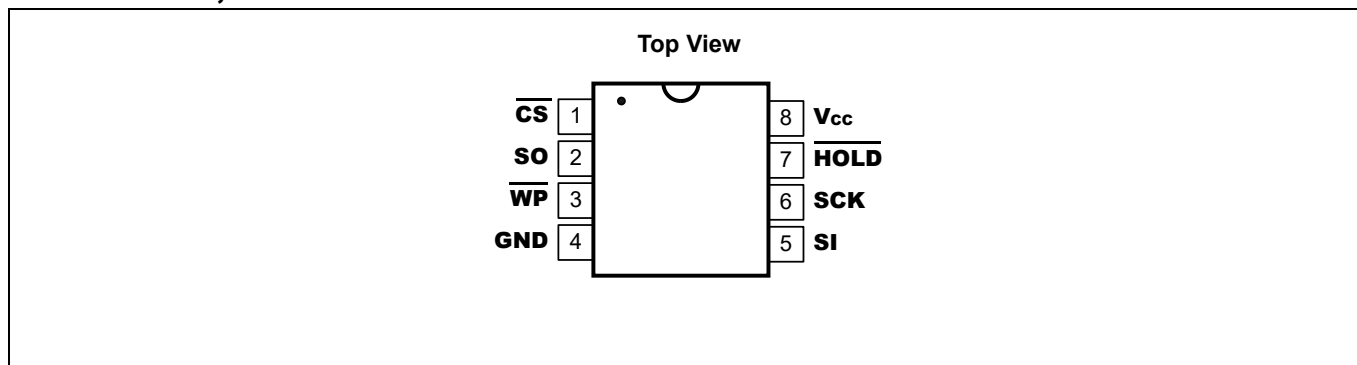 Top View
CS 1
SO 2
WP 3
GND 4
8 Vcc
7 HOLD
6 SCK
5 SI